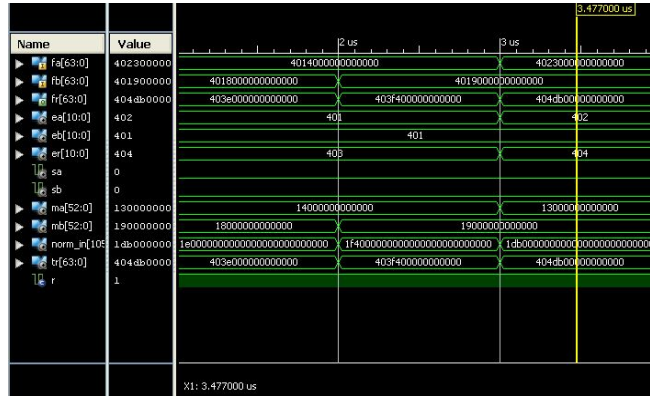 3.477000 us
Name Value 2 us 3 us
fa[63:0] 402300000 4014000000000000 4023000000000000
fb[63:0] 401900000 4018000000000000 4019000000000000
fr[63:0] 404db0000 403e000000000000 403f400000000000 404db00000000000
ea[10:0] 402 401 402
eb[10:0] 401 401
er[10:0] 404 403 404
sa 0
sb 0
ma[52:0] 130000000 14000000000000 13000000000000
mb[52:0] 190000000 18000000000000 19000000000000
norm_in[105 1db000000
tr[63:0] 404db0000 403e000000000000 403f400000000000 404db00000000000
r 1
X1: 3.477000 us